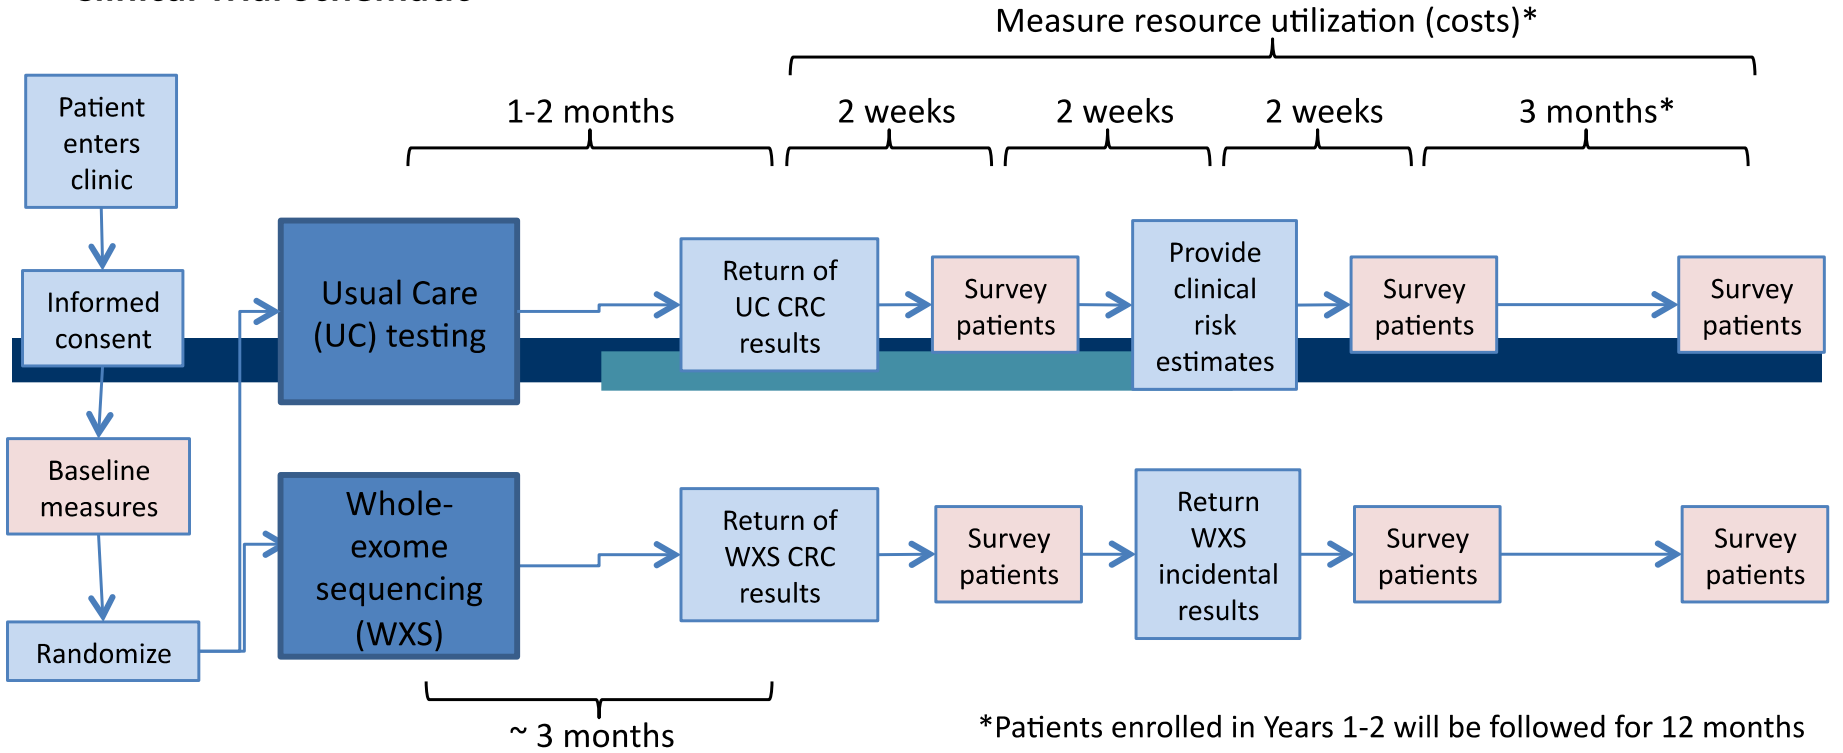 Measure resource utilization (costs)*
1-2 months
2 weeks
2 weeks
2 weeks
3 months*
Patient
enters
clinic
Informed
consent
Baseline
measures
Randomize
Usual Care
(UC) testing
Return of
UC CRC
results
Survey
patients
Provide
clinical
risk
estimates
Survey
patients
Survey
patients
Whole-
exome
sequencing
(WXS)
Return of
WXS CRC
results
Survey
patients
Return
WXS
incidental
results
Survey
patients
Survey
patients
~ 3 months
*Patients enrolled in Years 1-2 will be followed for 12 months